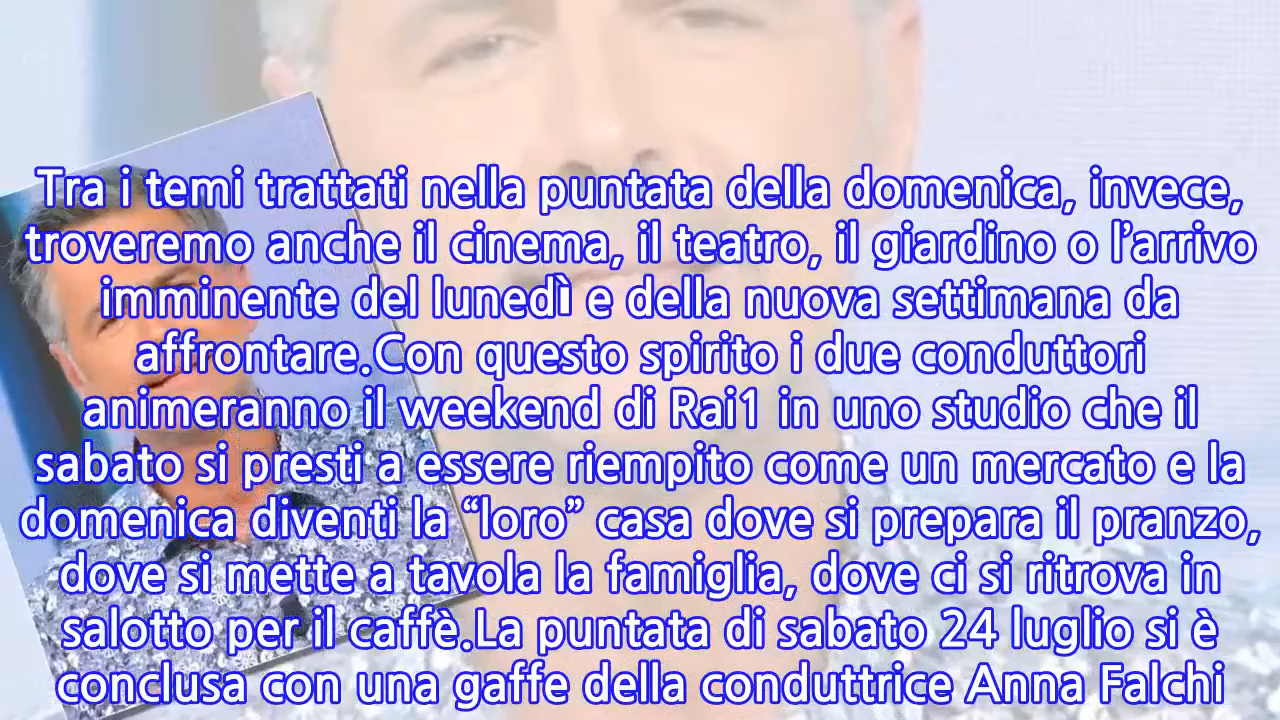 Tra i temi trattati nella puntata della domenica, invece,
troveremo anche il cinema, il teatro, il giardino o l’arrivo
imminente del lunedì e della nuova settimana da
affrontare.Con questo spirito i due conduttori
animeranno il weekend di Rai1 in uno studio che il
sabato si presti a essere riempito come un mercato e la
domenica diventi la “loro” casa dove si prepara il pranzo,
dove si mette a tavola la famiglia, dove ci si ritrova in
salotto per il caffè.La puntata di sabato 24 luglio si è
conclusa con una gaffe della conduttrice Anna Falchi